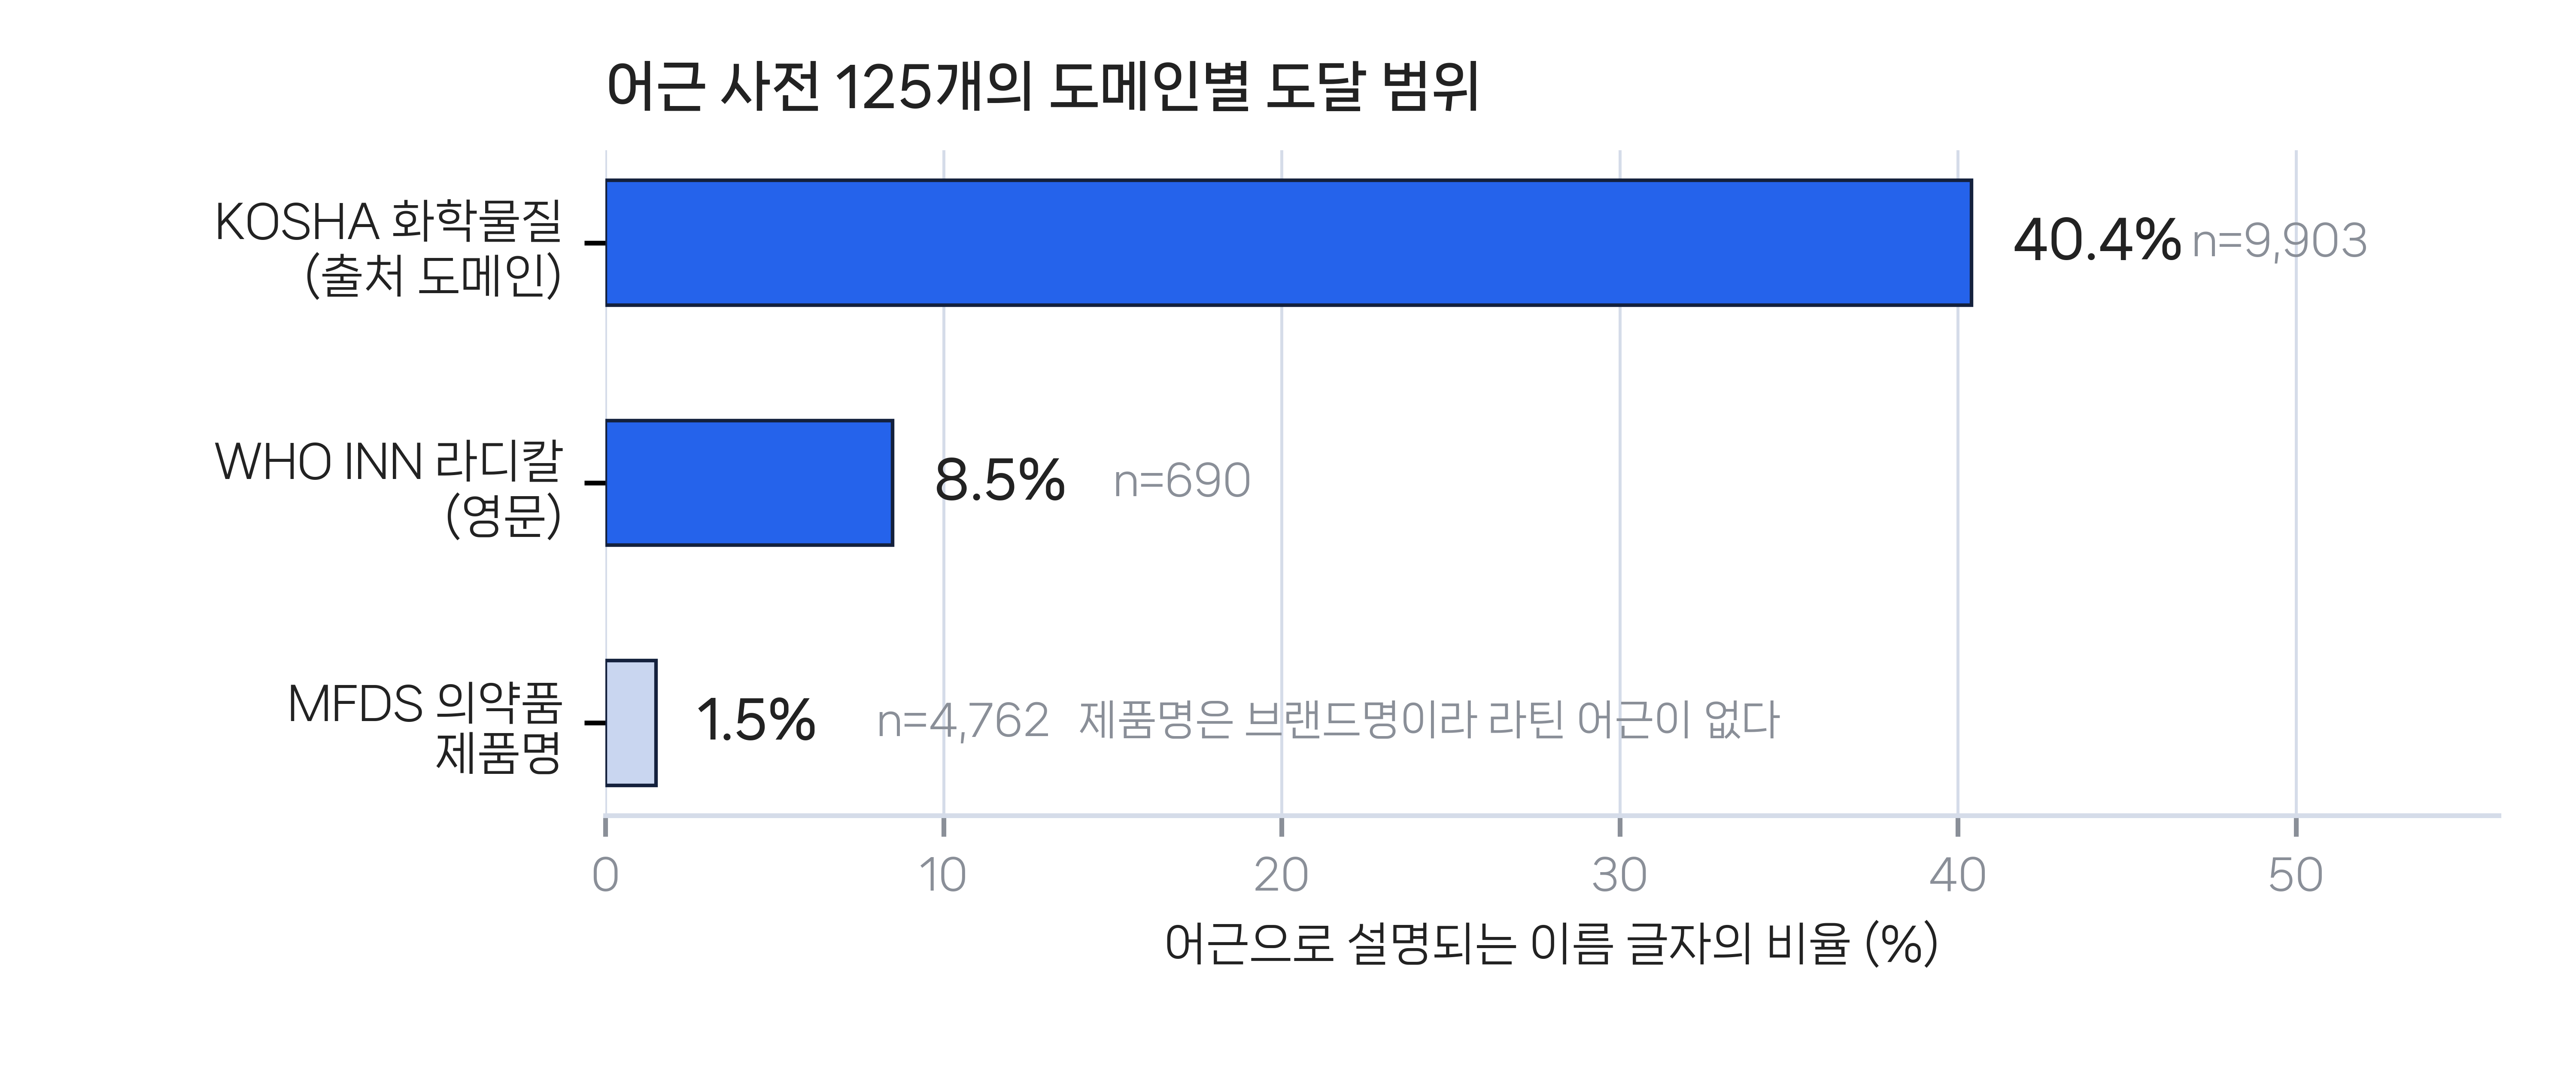 어근 사전 125개의 도메인별 도달 범위
KOSHA 화학물질
(출처 도메인)
40.4% n=9,903
WHO INN 라디칼
(영문)
8.5% n=690
MFDS 의약품
제품명
1.5% n=4,762 제품명은 브랜드명이라 라틴 어근이 없다
0 10 20 30 40 50
어근으로 설명되는 이름 글자의 비율 (%)